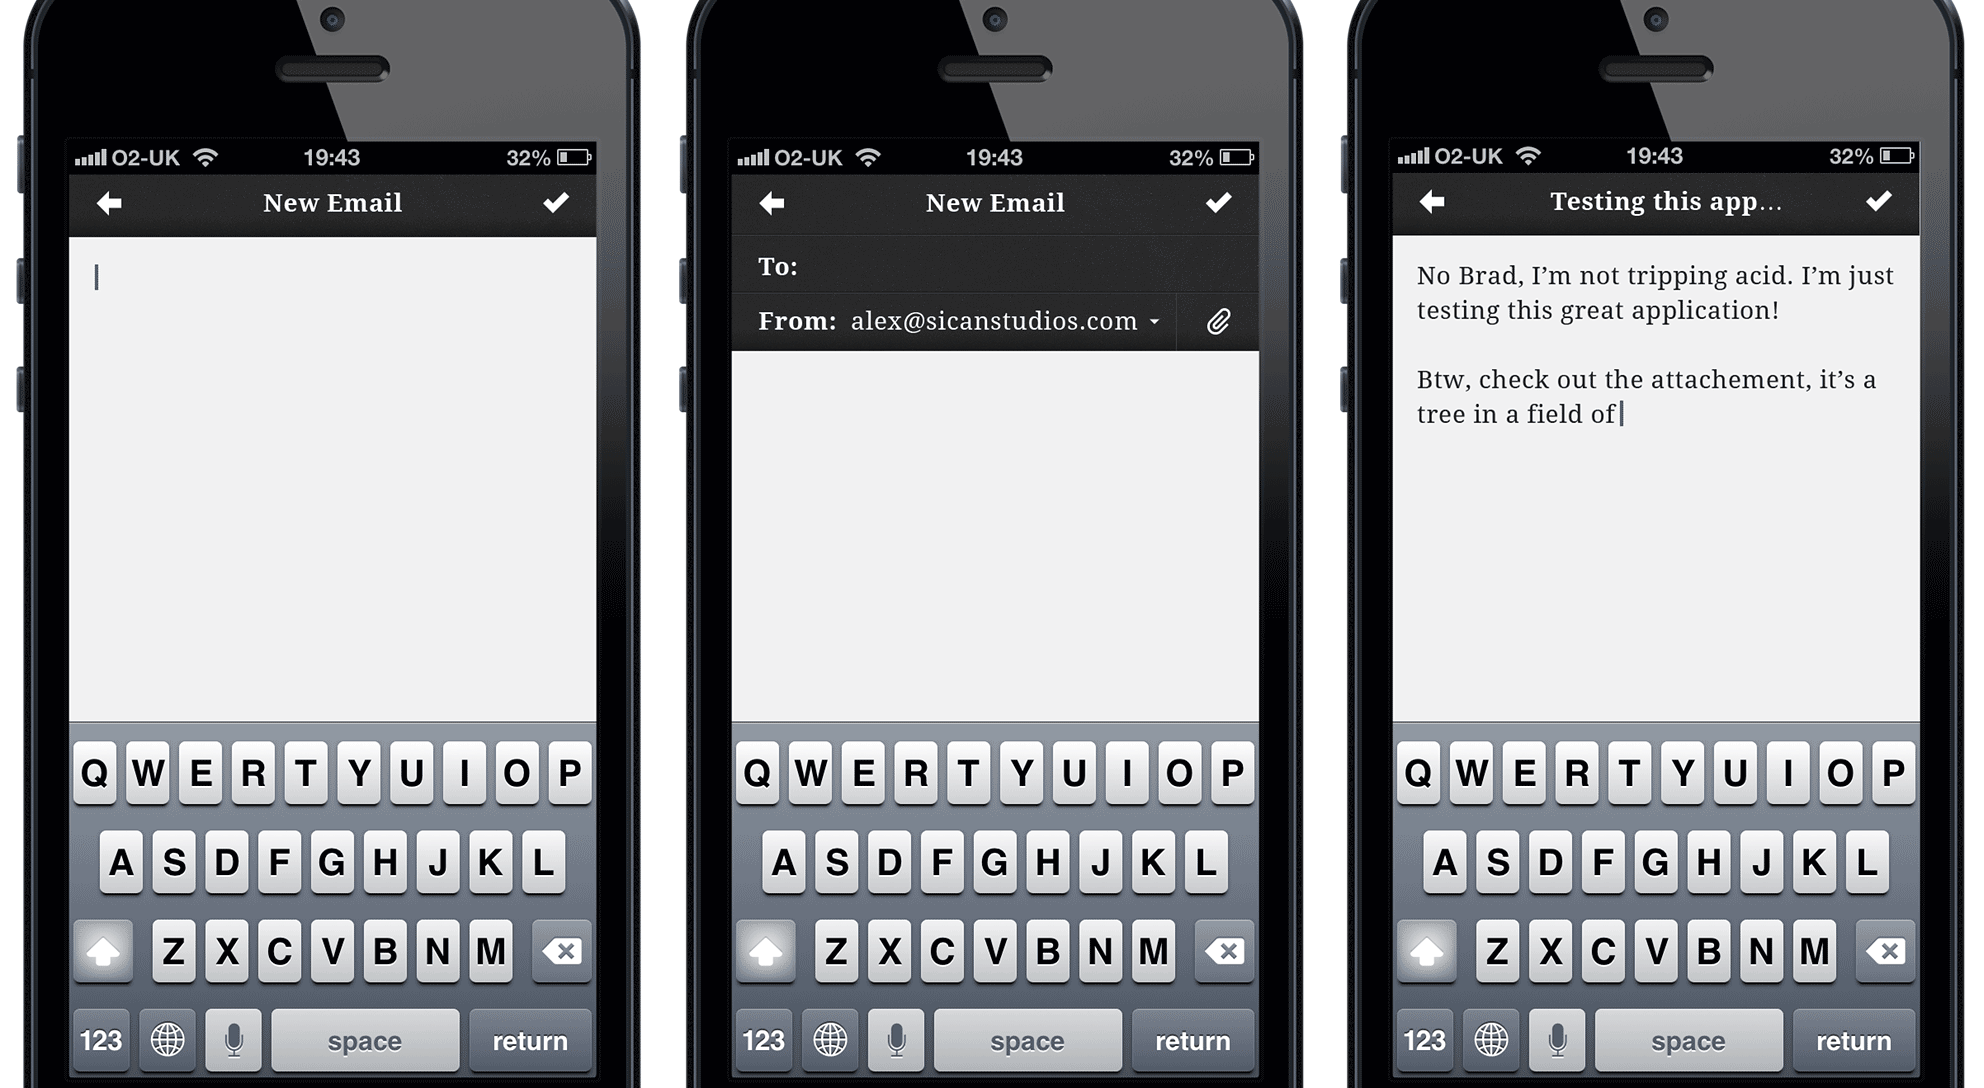 O2-UK 19:43 32%
New Email
Q W E R T Y U I O P
A S D F G H J K L
Z X C V B N M
123 space return
O2-UK 19:43 32%
New Email
To:
From: alex@sicanstudios.com
Q W E R T Y U I O P
A S D F G H J K L
Z X C V B N M
123 space return
O2-UK 19:43 32%
Testing this app...
No Brad, I’m not tripping acid. I’m just
testing this great application!
Btw, check out the attachement, it’s a
tree in a field of
Q W E R T Y U I O P
A S D F G H J K L
Z X C V B N M
123 space return